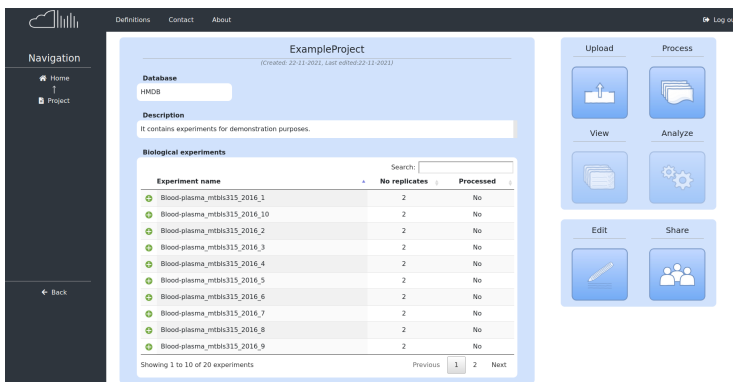 Definitions Contact About Log ou
Navigation
Home
↑
Project
← Back
ExampleProject
(Created: 22-11-2021, Last edited:22-11-2021)
Database
HMDB
Description
It contains experiments for demonstration purposes.
Biological experiments
Search:
Experiment name No replicates Processed
Blood-plasma_mtbls315_2016_1 2 No
Blood-plasma_mtbls315_2016_10 2 No
Blood-plasma_mtbls315_2016_2 2 No
Blood-plasma_mtbls315_2016_3 2 No
Blood-plasma_mtbls315_2016_4 2 No
Blood-plasma_mtbls315_2016_5 2 No
Blood-plasma_mtbls315_2016_6 2 No
Blood-plasma_mtbls315_2016_7 2 No
Blood-plasma_mtbls315_2016_8 2 No
Blood-plasma_mtbls315_2016_9 2 No
Showing 1 to 10 of 20 experiments Previous 1 2 Next
Upload Process
View Analyze
Edit Share